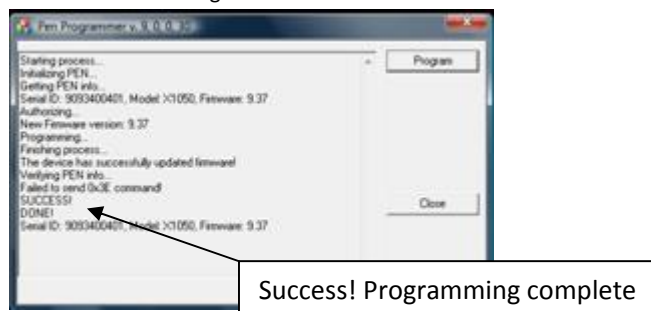 Pen Programmer v. 9, 0, 0, 30
Starting process...
Program
Initializing PEN...
Getting PEN info...
Serial ID: 9093400401, Model: X1050, Firmware: 9.37
Authorizing...
New Firmware version: 9.37
Programming...
Finishing process...
The device has successfully updated firmware!
Verifying PEN info...
Failed to send 0x3E command!
SUCCESS!
Close
DONE!
Serial ID: 9093400401, Model: X1050, Firmware: 9.37
Success! Programming complete